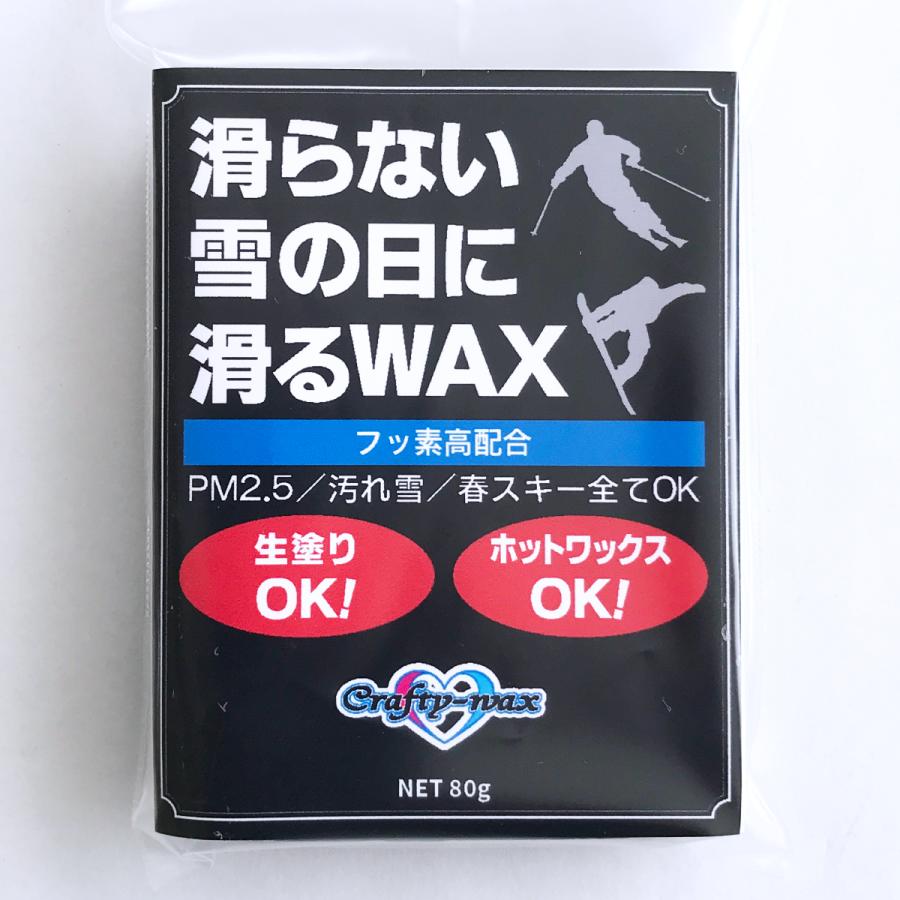 滑らない
雪の日に
滑るWAX
フッ素高配合
PM2.5／汚れ雪／春スキー全てOK
生塗り
OK!
ホットワックス
OK!
Crafty-wax
NET 80g